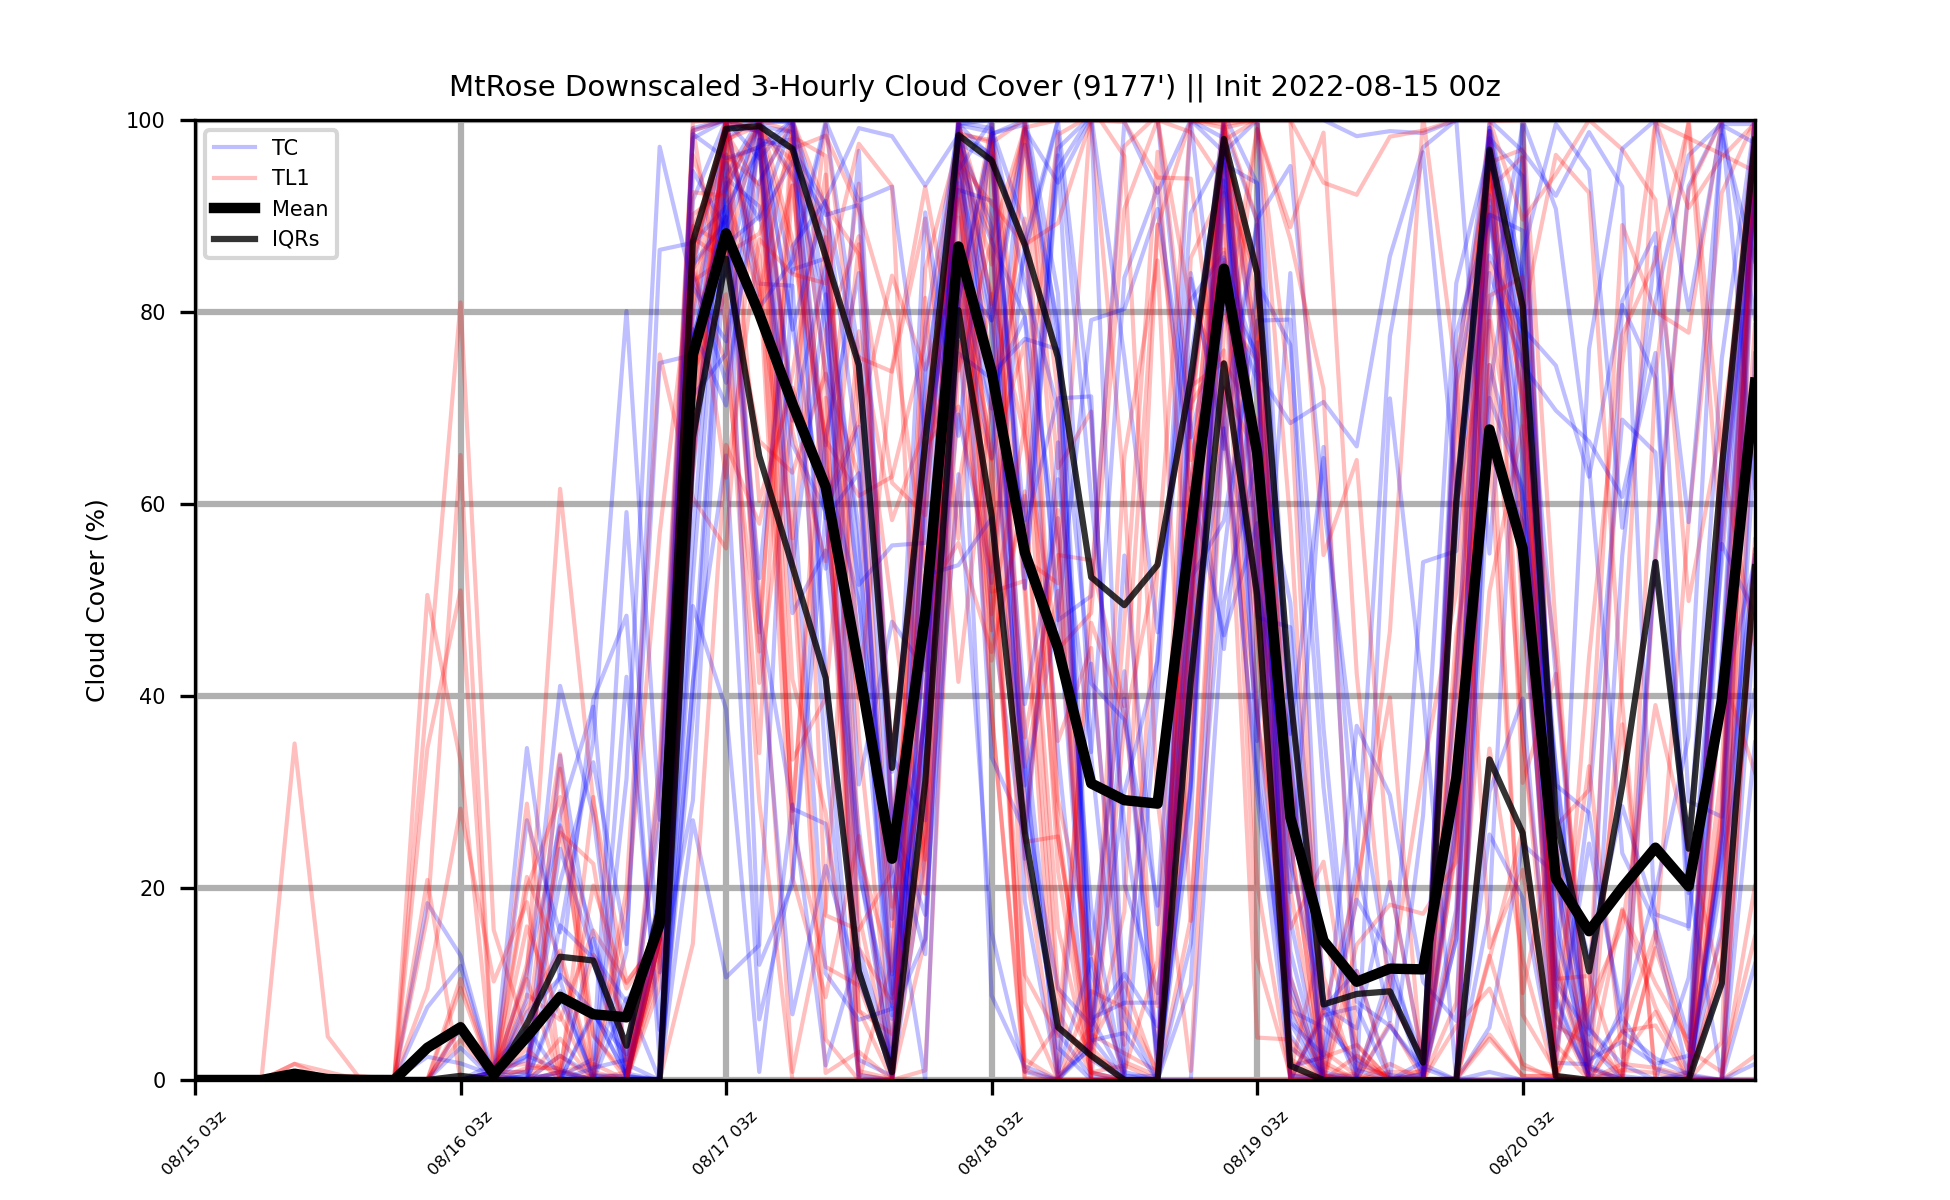 MtRose Downscaled 3-Hourly Cloud Cover (9177') || Init 2022-08-15 00z
TC
TL1
Mean
IQRs
Cloud Cover (%)
100
80
60
40
20
0
08/15 03z
08/16 03z
08/17 03z
08/18 03z
08/19 03z
08/20 03z